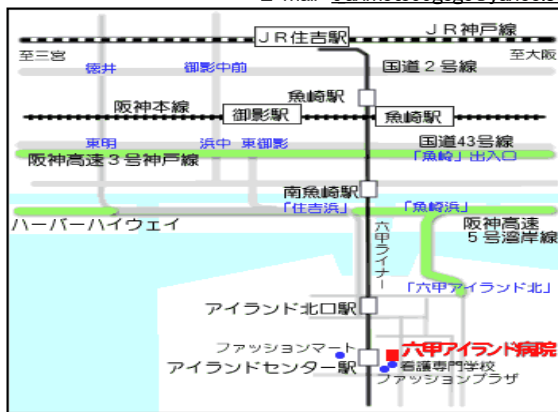 JR住吉駅
JR神戸線
至三宮
至大阪
徳井
御影中前
国道2号線
魚崎駅
阪神本線
御影駅
魚崎駅
東明
浜中
東御影
国道43号線
阪神高速3号神戸線
「魚崎」出入口
南魚崎駅
「住吉浜」
「魚崎浜」
ハーバーハイウェイ
六甲ライナー
阪神高速
5号湾岸線
「六甲アイランド北」
アイランド北口駅
ファッションマート
六甲アイランド病院
アイランドセンター駅
看護専門学校
ファッションプラザ